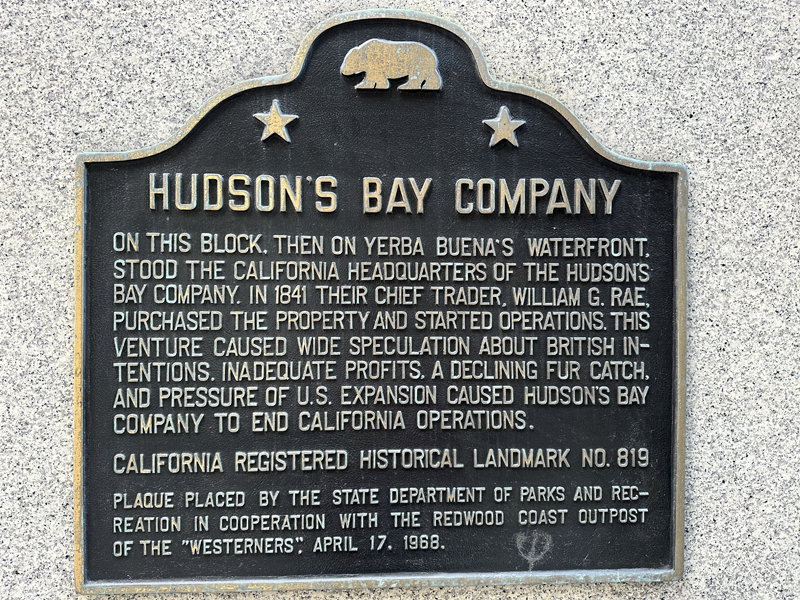 HUDSON'S BAY COMPANY
ON THIS BLOCK, THEN ON YERBA BUENA'S WATERFRONT,
STOOD THE CALIFORNIA HEADQUARTERS OF THE HUDSON'S
BAY COMPANY. IN 1841 THEIR CHIEF TRADER, WILLIAM G. RAE,
PURCHASED THE PROPERTY AND STARTED OPERATIONS. THIS
VENTURE CAUSED WIDE SPECULATION ABOUT BRITISH IN-
TENTIONS. INADEQUATE PROFITS, A DECLINING FUR CATCH,
AND PRESSURE OF U.S. EXPANSION CAUSED HUDSON'S BAY
COMPANY TO END CALIFORNIA OPERATIONS.
CALIFORNIA REGISTERED HISTORICAL LANDMARK NO. 819
PLAQUE PLACED BY THE STATE DEPARTMENT OF PARKS AND REC-
REATION IN COOPERATION WITH THE REDWOOD COAST OUTPOST
OF THE "WESTERNERS", APRIL 17, 1968.